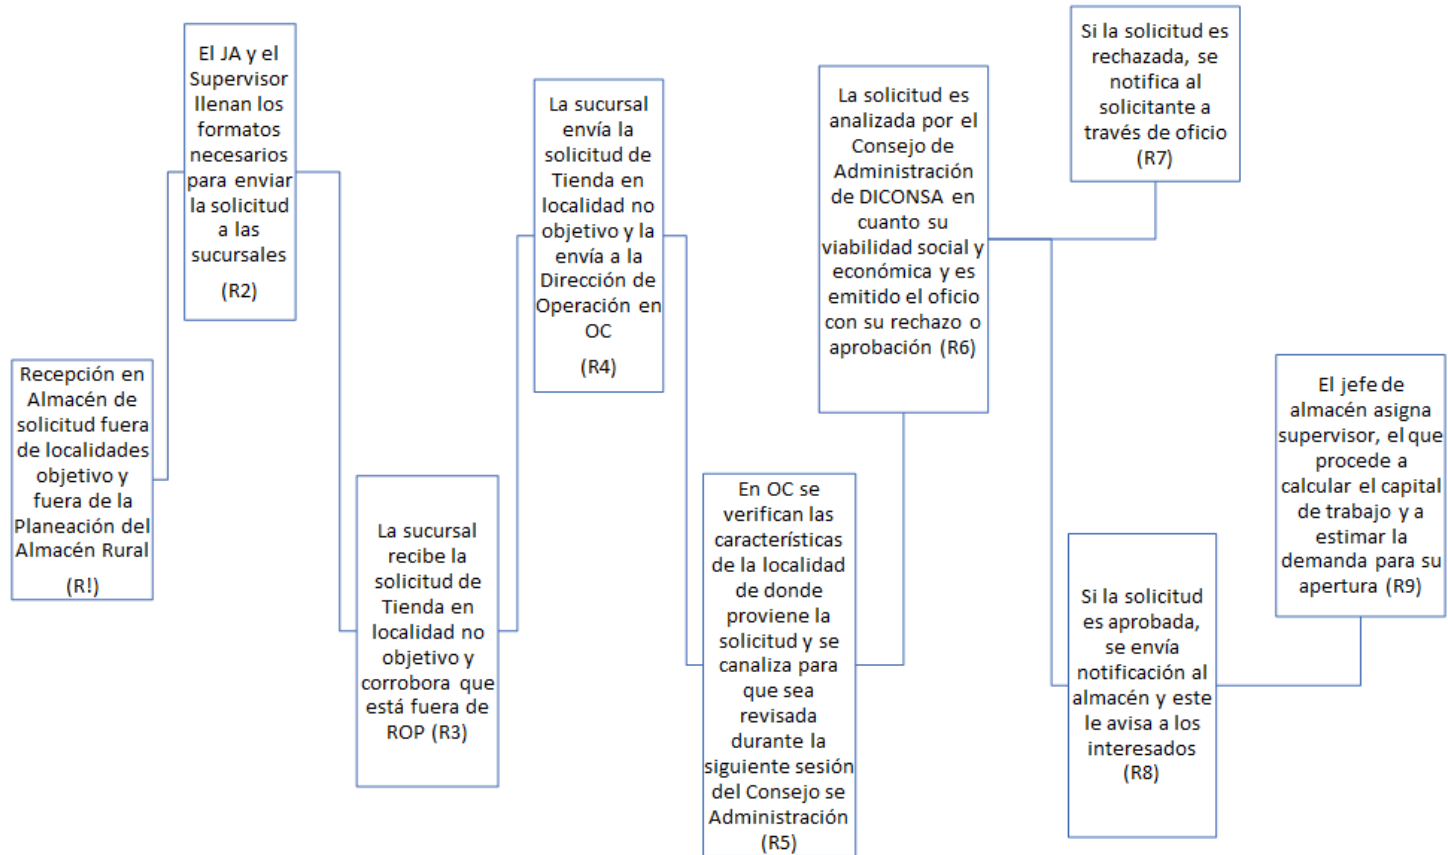 Recepción en
Almacén de
solicitud fuera
de localidades
objetivo y
fuera de la
Planeación del
Almacén Rural
(R!)
El JA y el
Supervisor
llenan los
formatos
necesarios
para enviar
la solicitud
a las
sucursales
(R2)
La sucursal
recibe la
solicitud de
Tienda en
localidad no
objetivo y
corrobora que
está fuera de
ROP (R3)
La sucursal
envía la
solicitud de
Tienda en
localidad no
objetivo y la
envía a la
Dirección de
Operación en
OC
(R4)
En OC se
verifican las
características
de la localidad
de donde
proviene la
solicitud y se
canaliza para
que sea
revisada
durante la
siguiente sesión
del Consejo se
Administración
(R5)
La solicitud es
analizada por el
Consejo de
Administración
de DICONSA en
cuanto su
viabilidad social y
económica y es
emitido el oficio
con su rechazo o
aprobación (R6)
Si la solicitud es
rechazada, se
notifica al
solicitante a
través de oficio
(R7)
Si la solicitud
es aprobada,
se envía
notificación al
almacén y este
le avisa a los
interesados
(R8)
El jefe de
almacén asigna
supervisor, el que
procede a
calcular el capital
de trabajo y a
estimar la
demanda para su
apertura (R9)